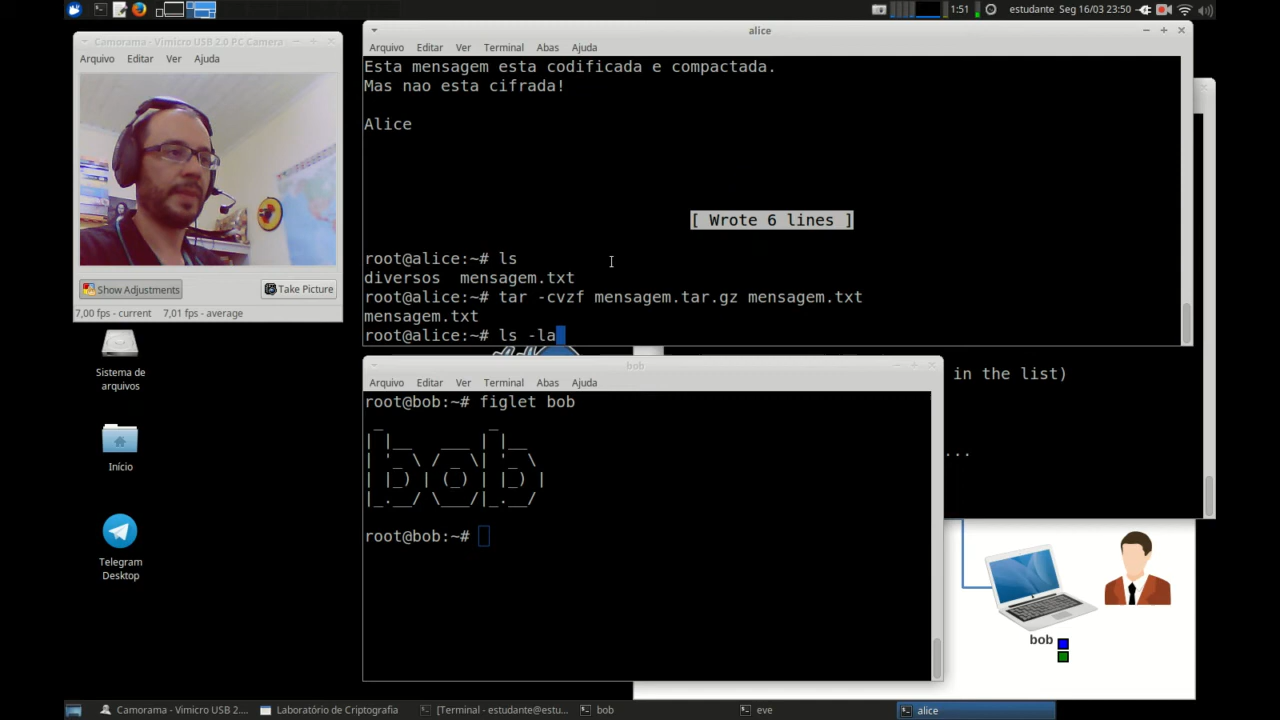 1:51
estudante
Seg 16/03 23:50
Camorama - Vimicro USB 2.0 PC Camera
Arquivo Editar Ver Ajuda
Show Adjustments
Take Picture
7,00 fps - current 7,01 fps - average
Sistema de
arquivos
Início
Telegram
Desktop
alice
Arquivo Editar Ver Terminal Abas Ajuda
Esta mensagem esta codificada e compactada.
Mas nao esta cifrada!
Alice
[ Wrote 6 lines ]
root@alice:~# ls
diversos  mensagem.txt
root@alice:~# tar -cvzf mensagem.tar.gz mensagem.txt
mensagem.txt
root@alice:~# ls -la
bob
Arquivo Editar Ver Terminal Abas Ajuda
root@bob:~# figlet bob
bob
root@bob:~#
in the list)
...
bob
Camorama - Vimicro USB 2....
Laboratório de Criptografia
[Terminal - estudante@estu...
bob
eve
alice